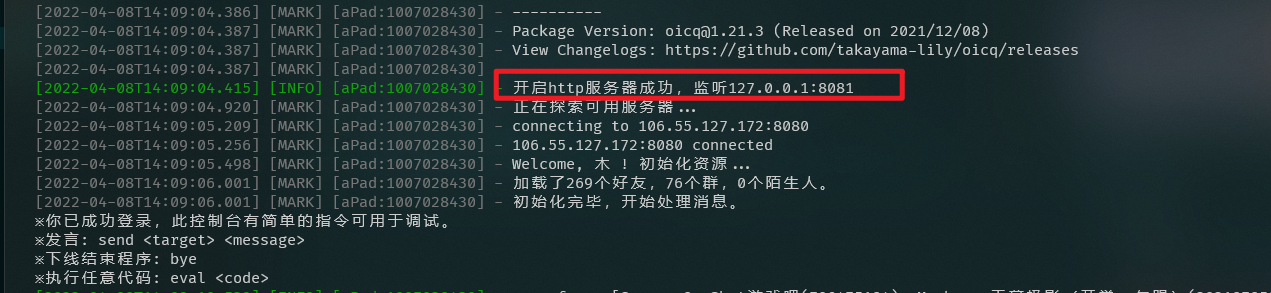 [2022-04-08T14:09:04.386] [MARK] [aPad:1007028430] - ----------
[2022-04-08T14:09:04.387] [MARK] [aPad:1007028430] - Package Version: oicq@1.21.3 (Released on 2021/12/08)
[2022-04-08T14:09:04.387] [MARK] [aPad:1007028430] - View Changelogs: https://github.com/takayama-lily/oicq/releases
[2022-04-08T14:09:04.387] [MARK] [aPad:1007028430]
[2022-04-08T14:09:04.415] [INFO] [aPad:1007028430] - 开启http服务器成功，监听127.0.0.1:8081
[2022-04-08T14:09:04.920] [MARK] [aPad:1007028430] - 正在探索可用服务器...
[2022-04-08T14:09:05.209] [MARK] [aPad:1007028430] - connecting to 106.55.127.172:8080
[2022-04-08T14:09:05.256] [MARK] [aPad:1007028430] - 106.55.127.172:8080 connected
[2022-04-08T14:09:05.498] [MARK] [aPad:1007028430] - Welcome, 木 ! 初始化资源...
[2022-04-08T14:09:06.001] [MARK] [aPad:1007028430] - 加载了269个好友，76个群，0个陌生人。
[2022-04-08T14:09:06.001] [MARK] [aPad:1007028430] - 初始化完毕，开始处理消息。
※你已成功登录，此控制台有简单的指令可用于调试。
※发言: send <target> <message>
※下线结束程序: bye
※执行任意代码: eval <code>